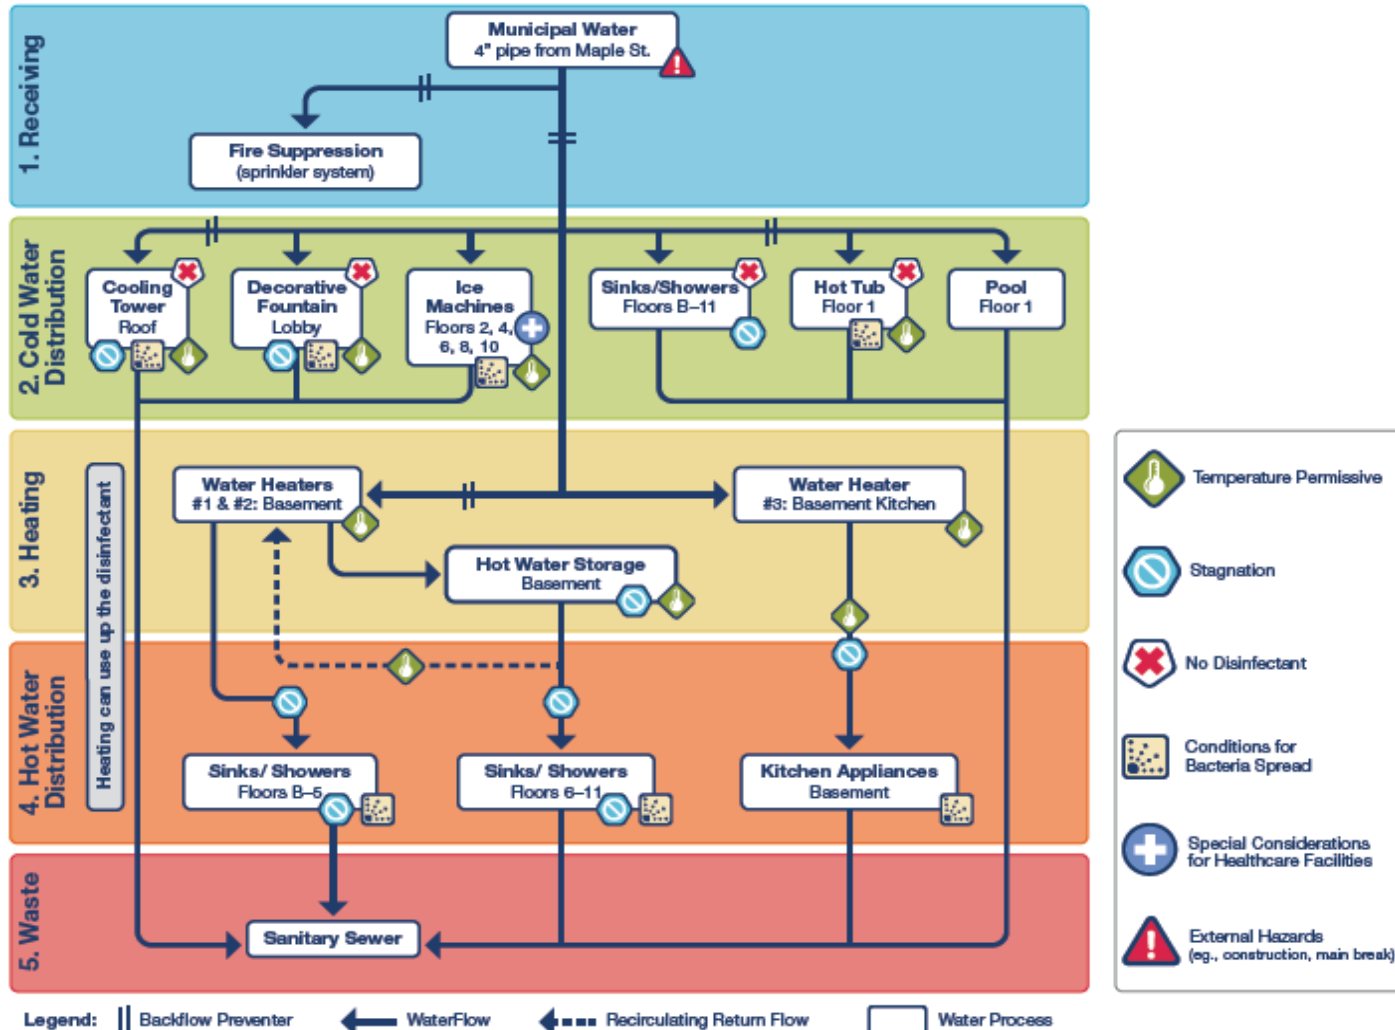 1. Receiving
Municipal Water
4" pipe from Maple St.
Fire Suppression
(sprinkler system)
2. Cold Water
Distribution
Cooling
Tower
Roof
Decorative
Fountain
Lobby
Ice
Machines
Floors 2, 4,
6, 8, 10
Sinks/Showers
Floors B–11
Hot Tub
Floor 1
Pool
Floor 1
3. Heating
Heating can use up the disinfectant
Water Heaters
#1 & #2: Basement
Water Heater
#3: Basement Kitchen
Hot Water Storage
Basement
4. Hot Water
Distribution
Sinks/ Showers
Floors B–5
Sinks/ Showers
Floors 6–11
Kitchen Appliances
Basement
5. Waste
Sanitary Sewer
Temperature Permissive
Stagnation
No Disinfectant
Conditions for
Bacteria Spread
Special Considerations
for Healthcare Facilities
External Hazards
(eg., construction, main break)
Legend: Backflow Preventer WaterFlow Recirculating Return Flow Water Process